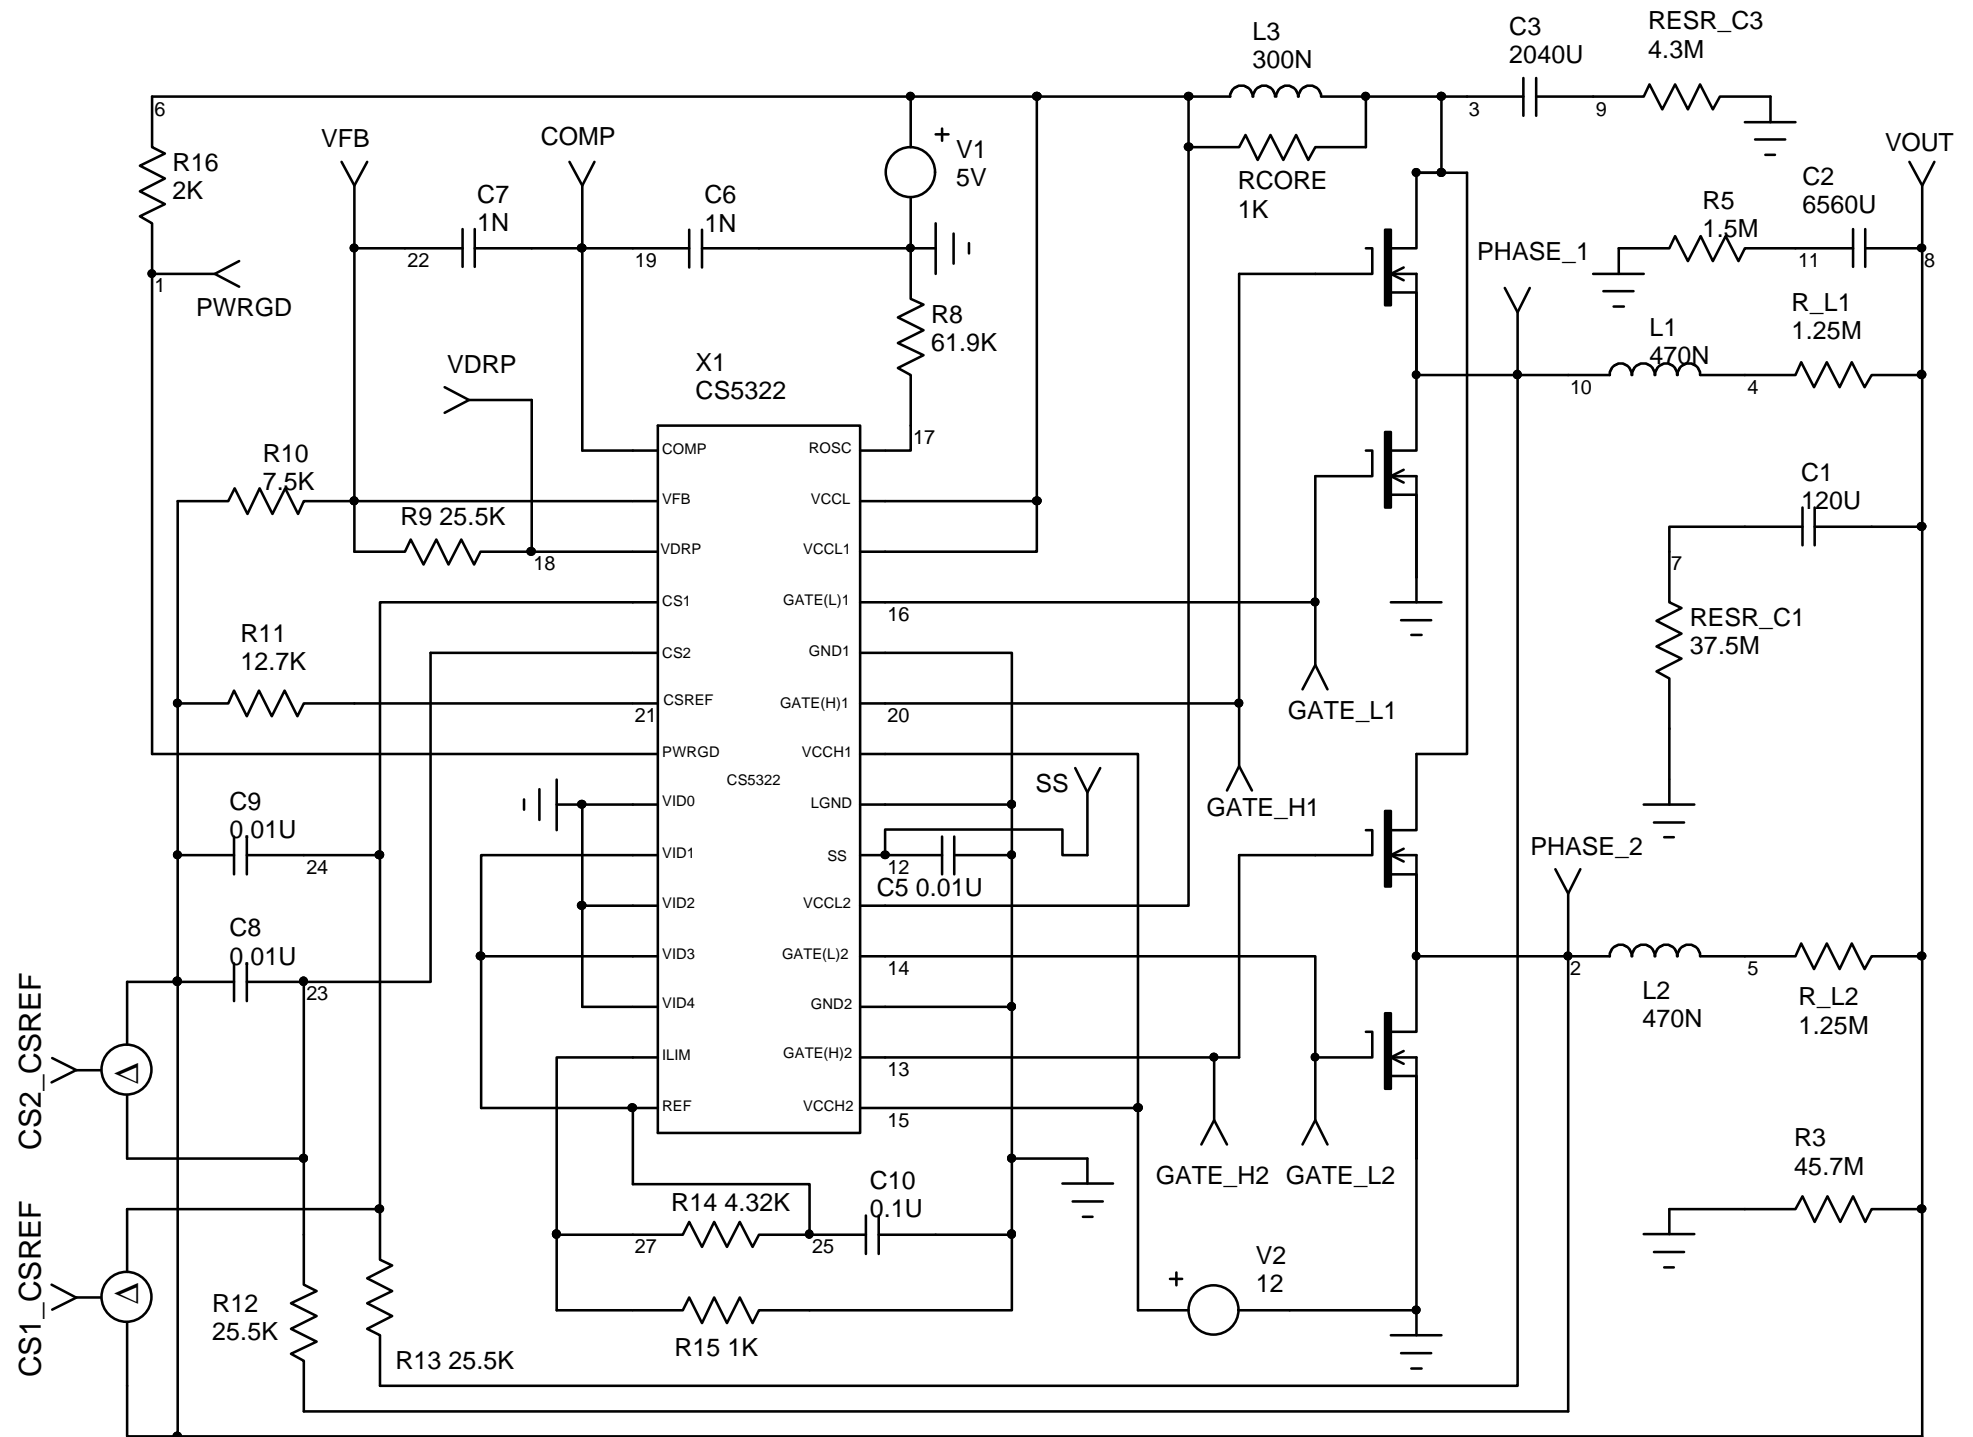 L3
300N
C3
2040U
RESR_C3
4.3M
6
3
9
VFB
COMP
V1
5V
VOUT
R16
2K
RCORE
1K
C2
6560U
C7
1N
C6
1N
R5
1.5M
PHASE_1
22
19
11
8
1
PWRGD
R8
61.9K
R_L1
1.25M
L1
470N
VDRP
X1
CS5322
10
4
17
R10
7.5K
COMP
ROSC
C1
120U
VFB
VCCL
R9 25.5K
VDRP
VCCL1
18
7
CS1
GATE(L)1
16
RESR_C1
37.5M
R11
12.7K
CS2
GND1
CSREF
GATE(H)1
21
20
GATE_L1
PWRGD
VCCH1
CS5322
SS
GATE_H1
C9
0.01U
VID0
LGND
24
VID1
SS
12
C5 0.01U
PHASE_2
VID2
VCCL2
C8
0.01U
23
VID3
GATE(L)2
14
2
5
L2
470N
R_L2
1.25M
VID4
GND2
CS2_CSREF
ILIM
GATE(H)2
13
REF
VCCH2
15
GATE_H2
GATE_L2
R3
45.7M
R14 4.32K
C10
0.1U
27
25
CS1_CSREF
V2
12
R12
25.5K
R15 1K
R13 25.5K